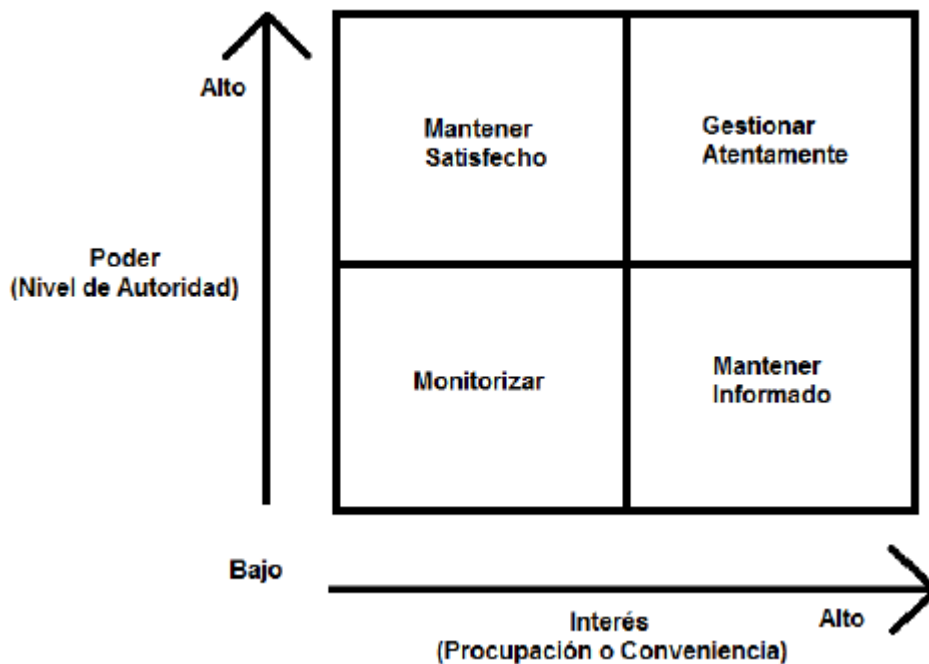 Alto
Mantener
Satisfecho
Gestionar
Atentamente
Poder
(Nivel de Autoridad)
Monitorizar
Mantener
Informado
Bajo
Interés
Alto
(Procupación o Conveniencia)